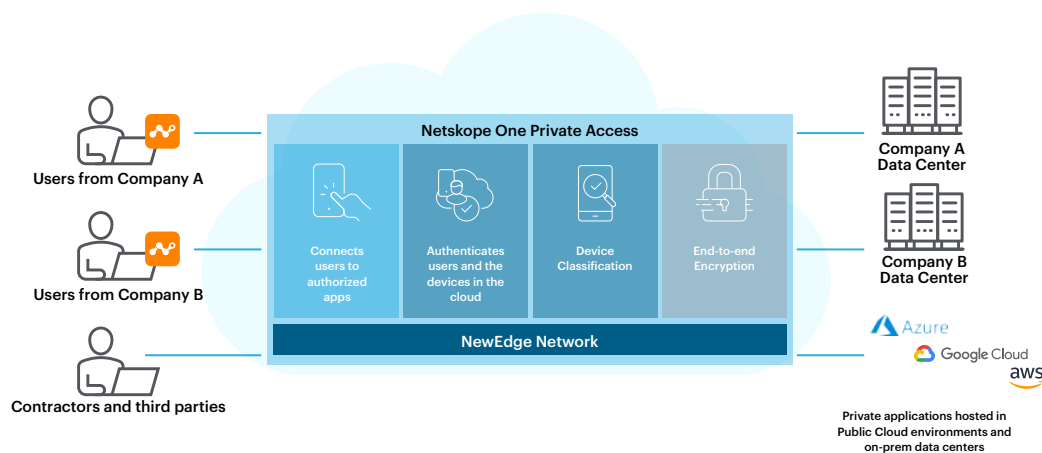 Netskope One Private Access
Users from Company A
Users from Company B
Contractors and third parties
Connects
users to
authorized
apps
Authenticates
users and the
devices in the
cloud
Device
Classification
End-to-end
Encryption
NewEdge Network
Company A
Data Center
Company B
Data Center
Azure
Google Cloud
aws
Private applications hosted in
Public Cloud environments and
on-prem data centers